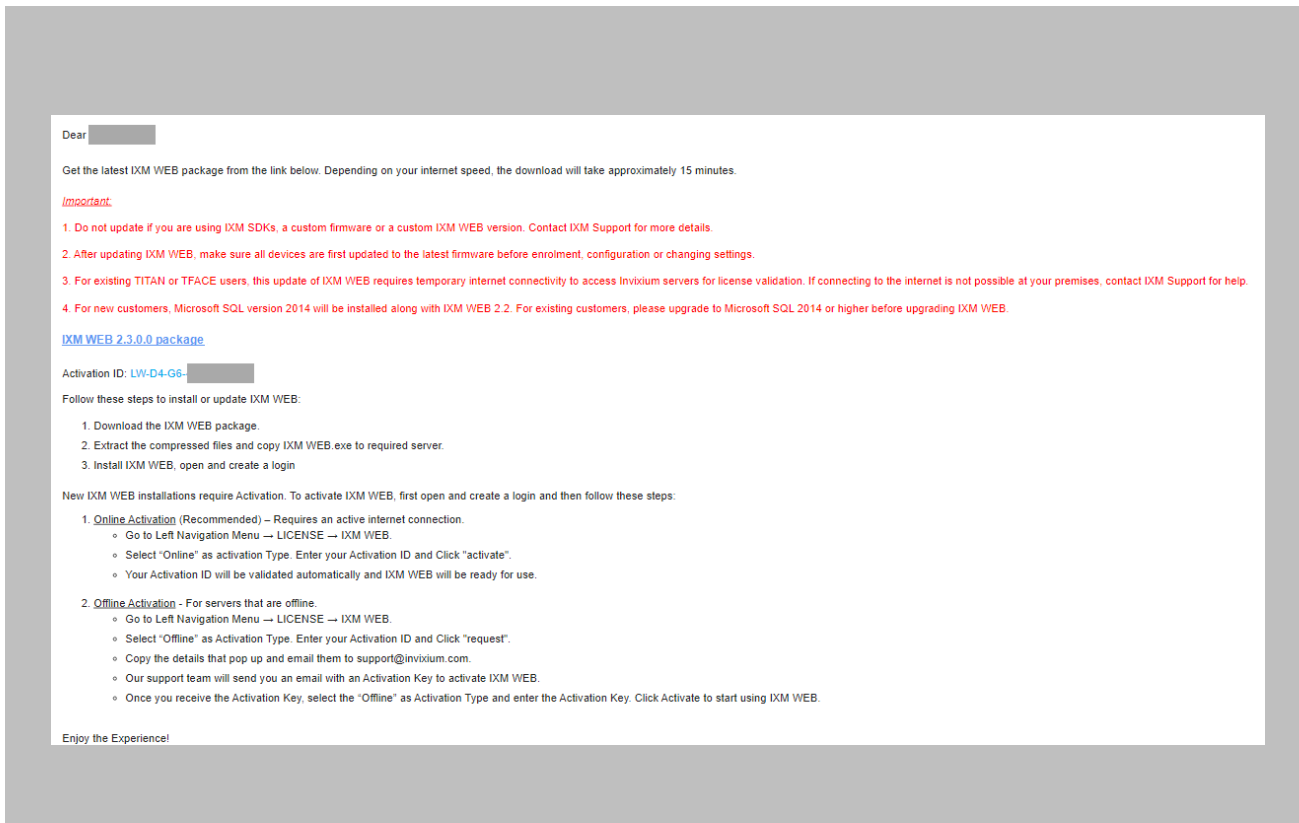 Dear
Get the latest IXM WEB package from the link below. Depending on your internet speed, the download will take approximately 15 minutes.
Important:
1. Do not update if you are using IXM SDKs, a custom firmware or a custom IXM WEB version. Contact IXM Support for more details.
2. After updating IXM WEB, make sure all devices are first updated to the latest firmware before enrolment, configuration or changing settings.
3. For existing TITAN or TFACE users, this update of IXM WEB requires temporary internet connectivity to access Invixium servers for license validation. If connecting to the internet is not possible at your premises, contact IXM Support for help.
4. For new customers, Microsoft SQL version 2014 will be installed along with IXM WEB 2.2. For existing customers, please upgrade to Microsoft SQL 2014 or higher before upgrading IXM WEB.
IXM WEB 2.3.0.0 package
Activation ID: LW-D4-G6-
Follow these steps to install or update IXM WEB:
1. Download the IXM WEB package.
2. Extract the compressed files and copy IXM WEB.exe to required server.
3. Install IXM WEB, open and create a login
New IXM WEB installations require Activation. To activate IXM WEB, first open and create a login and then follow these steps:
1. Online Activation (Recommended) – Requires an active internet connection.
◦ Go to Left Navigation Menu → LICENSE → IXM WEB.
◦ Select “Online” as activation Type. Enter your Activation ID and Click "activate".
◦ Your Activation ID will be validated automatically and IXM WEB will be ready for use.
2. Offline Activation - For servers that are offline.
◦ Go to Left Navigation Menu → LICENSE → IXM WEB.
◦ Select “Offline” as Activation Type. Enter your Activation ID and Click "request".
◦ Copy the details that pop up and email them to support@invixium.com.
◦ Our support team will send you an email with an Activation Key to activate IXM WEB.
◦ Once you receive the Activation Key, select the “Offline” as Activation Type and enter the Activation Key. Click Activate to start using IXM WEB.
Enjoy the Experience!